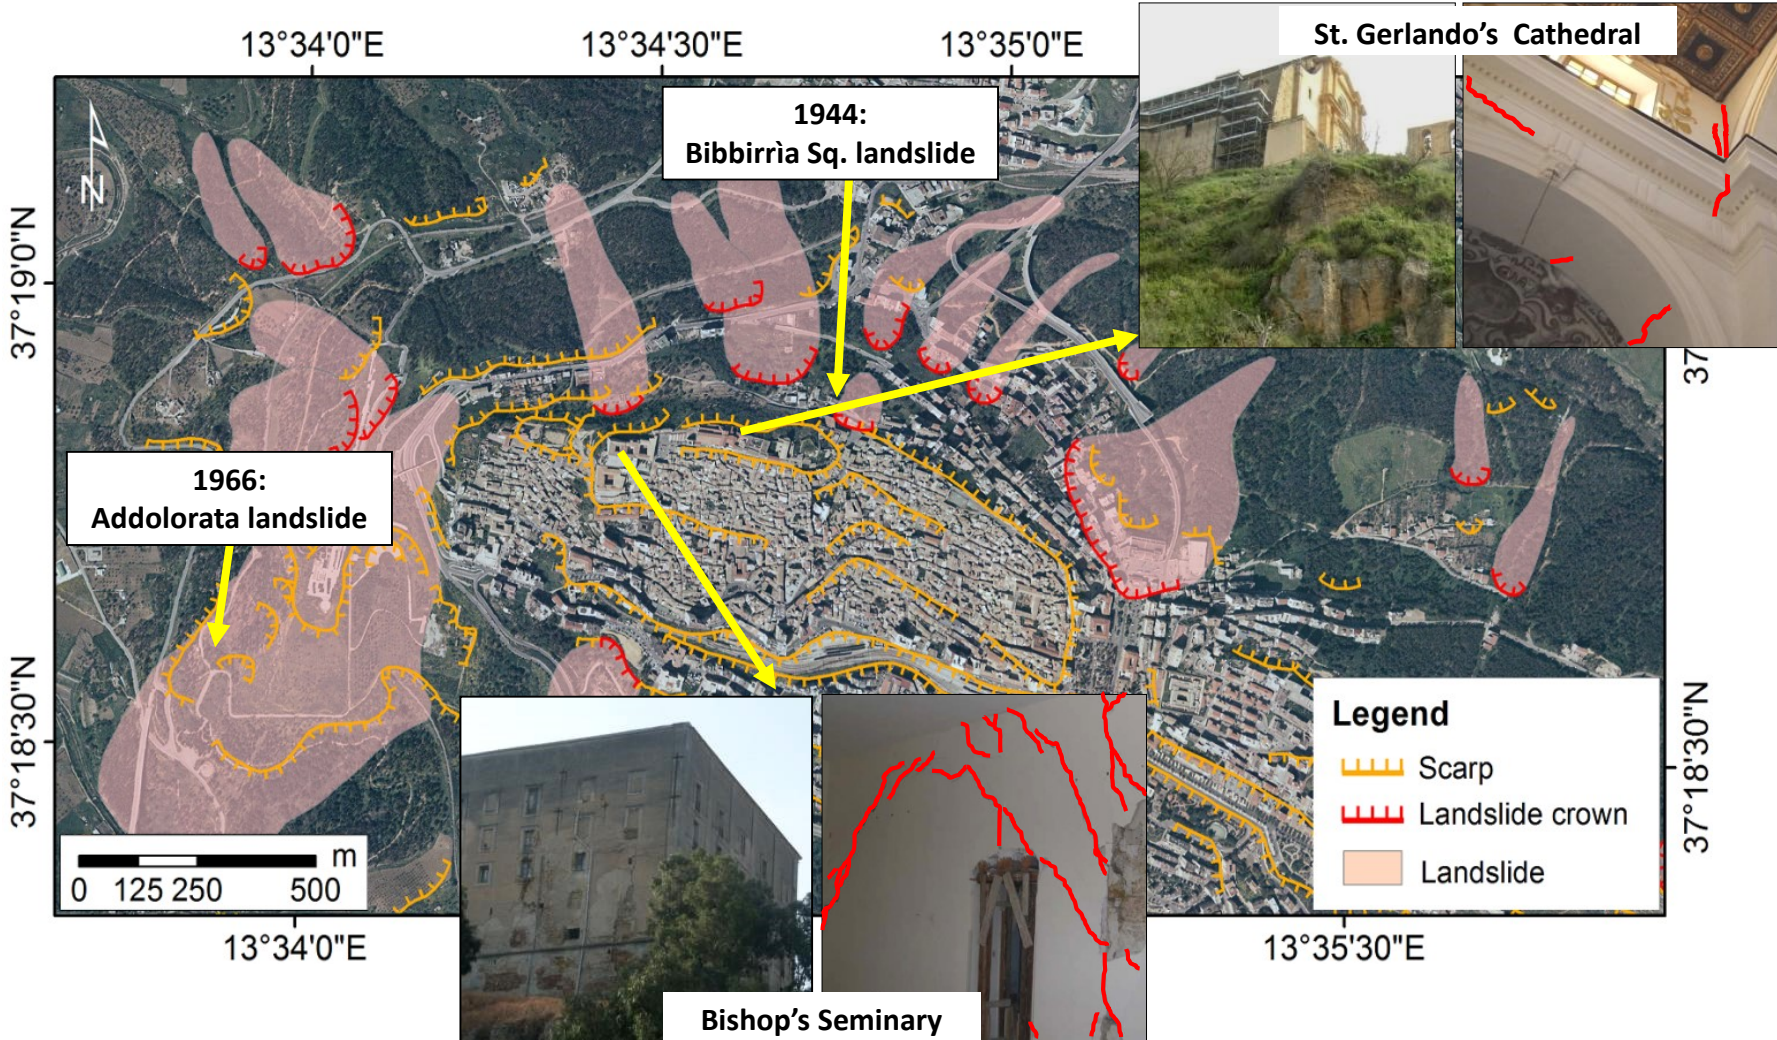 13°34'0"E
13°34'30"E
13°35'0"E
St. Gerlando's Cathedral
1944:
Bibbirrìa Sq. landslide
N
37°19'0"N
37°
1966:
Addolorata landslide
37°18'30"N
37°18'30"N
Legend
Scarp
Landslide crown
Landslide
m
0 125 250 500
13°34'0"E
13°35'30"E
Bishop's Seminary